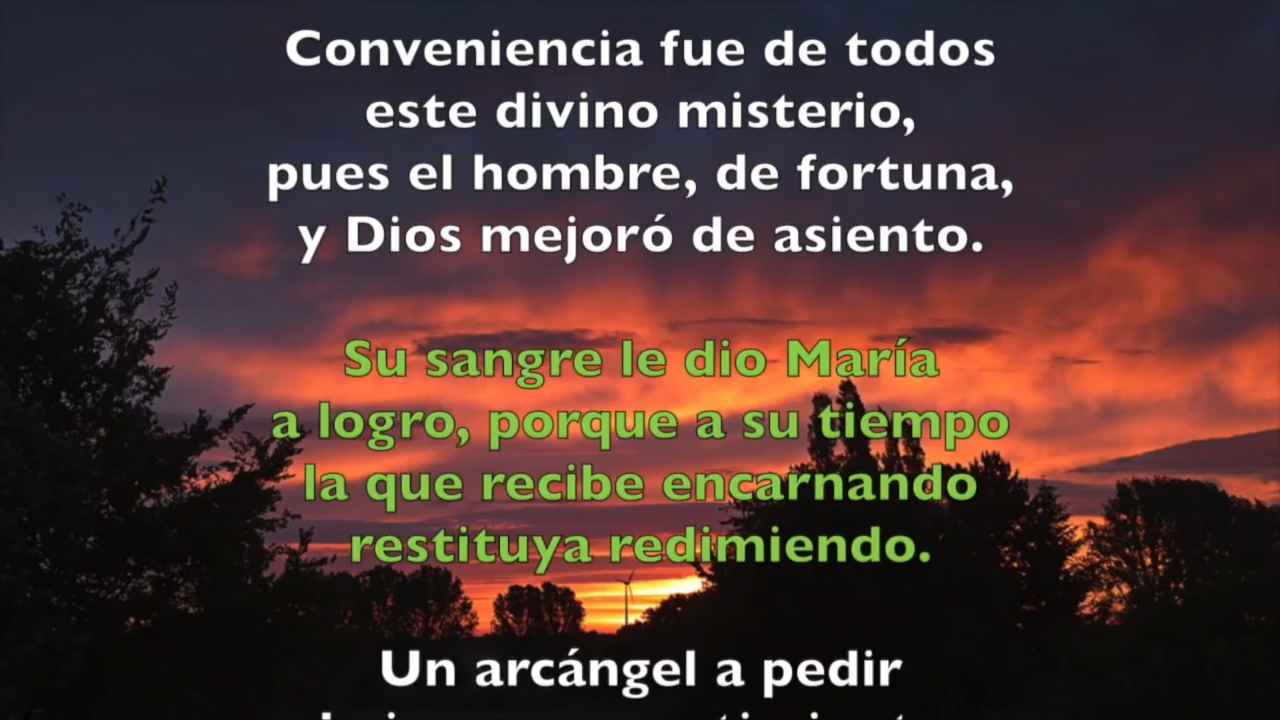 Conveniencia fue de todos
este divino misterio,
pues el hombre, de fortuna,
y Dios mejoró de asiento.
Su sangre le dio María
a logro, porque a su tiempo
la que recibe encarnando
restituya redimiendo.
Un arcángel a pedir